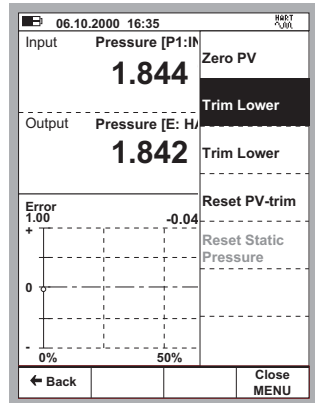 06.10.2000 16:35
HART
Input Pressure [P1:IN
1.844
Output Pressure [E: HA
1.842
Error
1.00 -0.04
+
0
-
0% 50%
Zero PV
Trim Lower
Trim Lower
Reset PV-trim
Reset Static
Pressure
← Back
Close
MENU